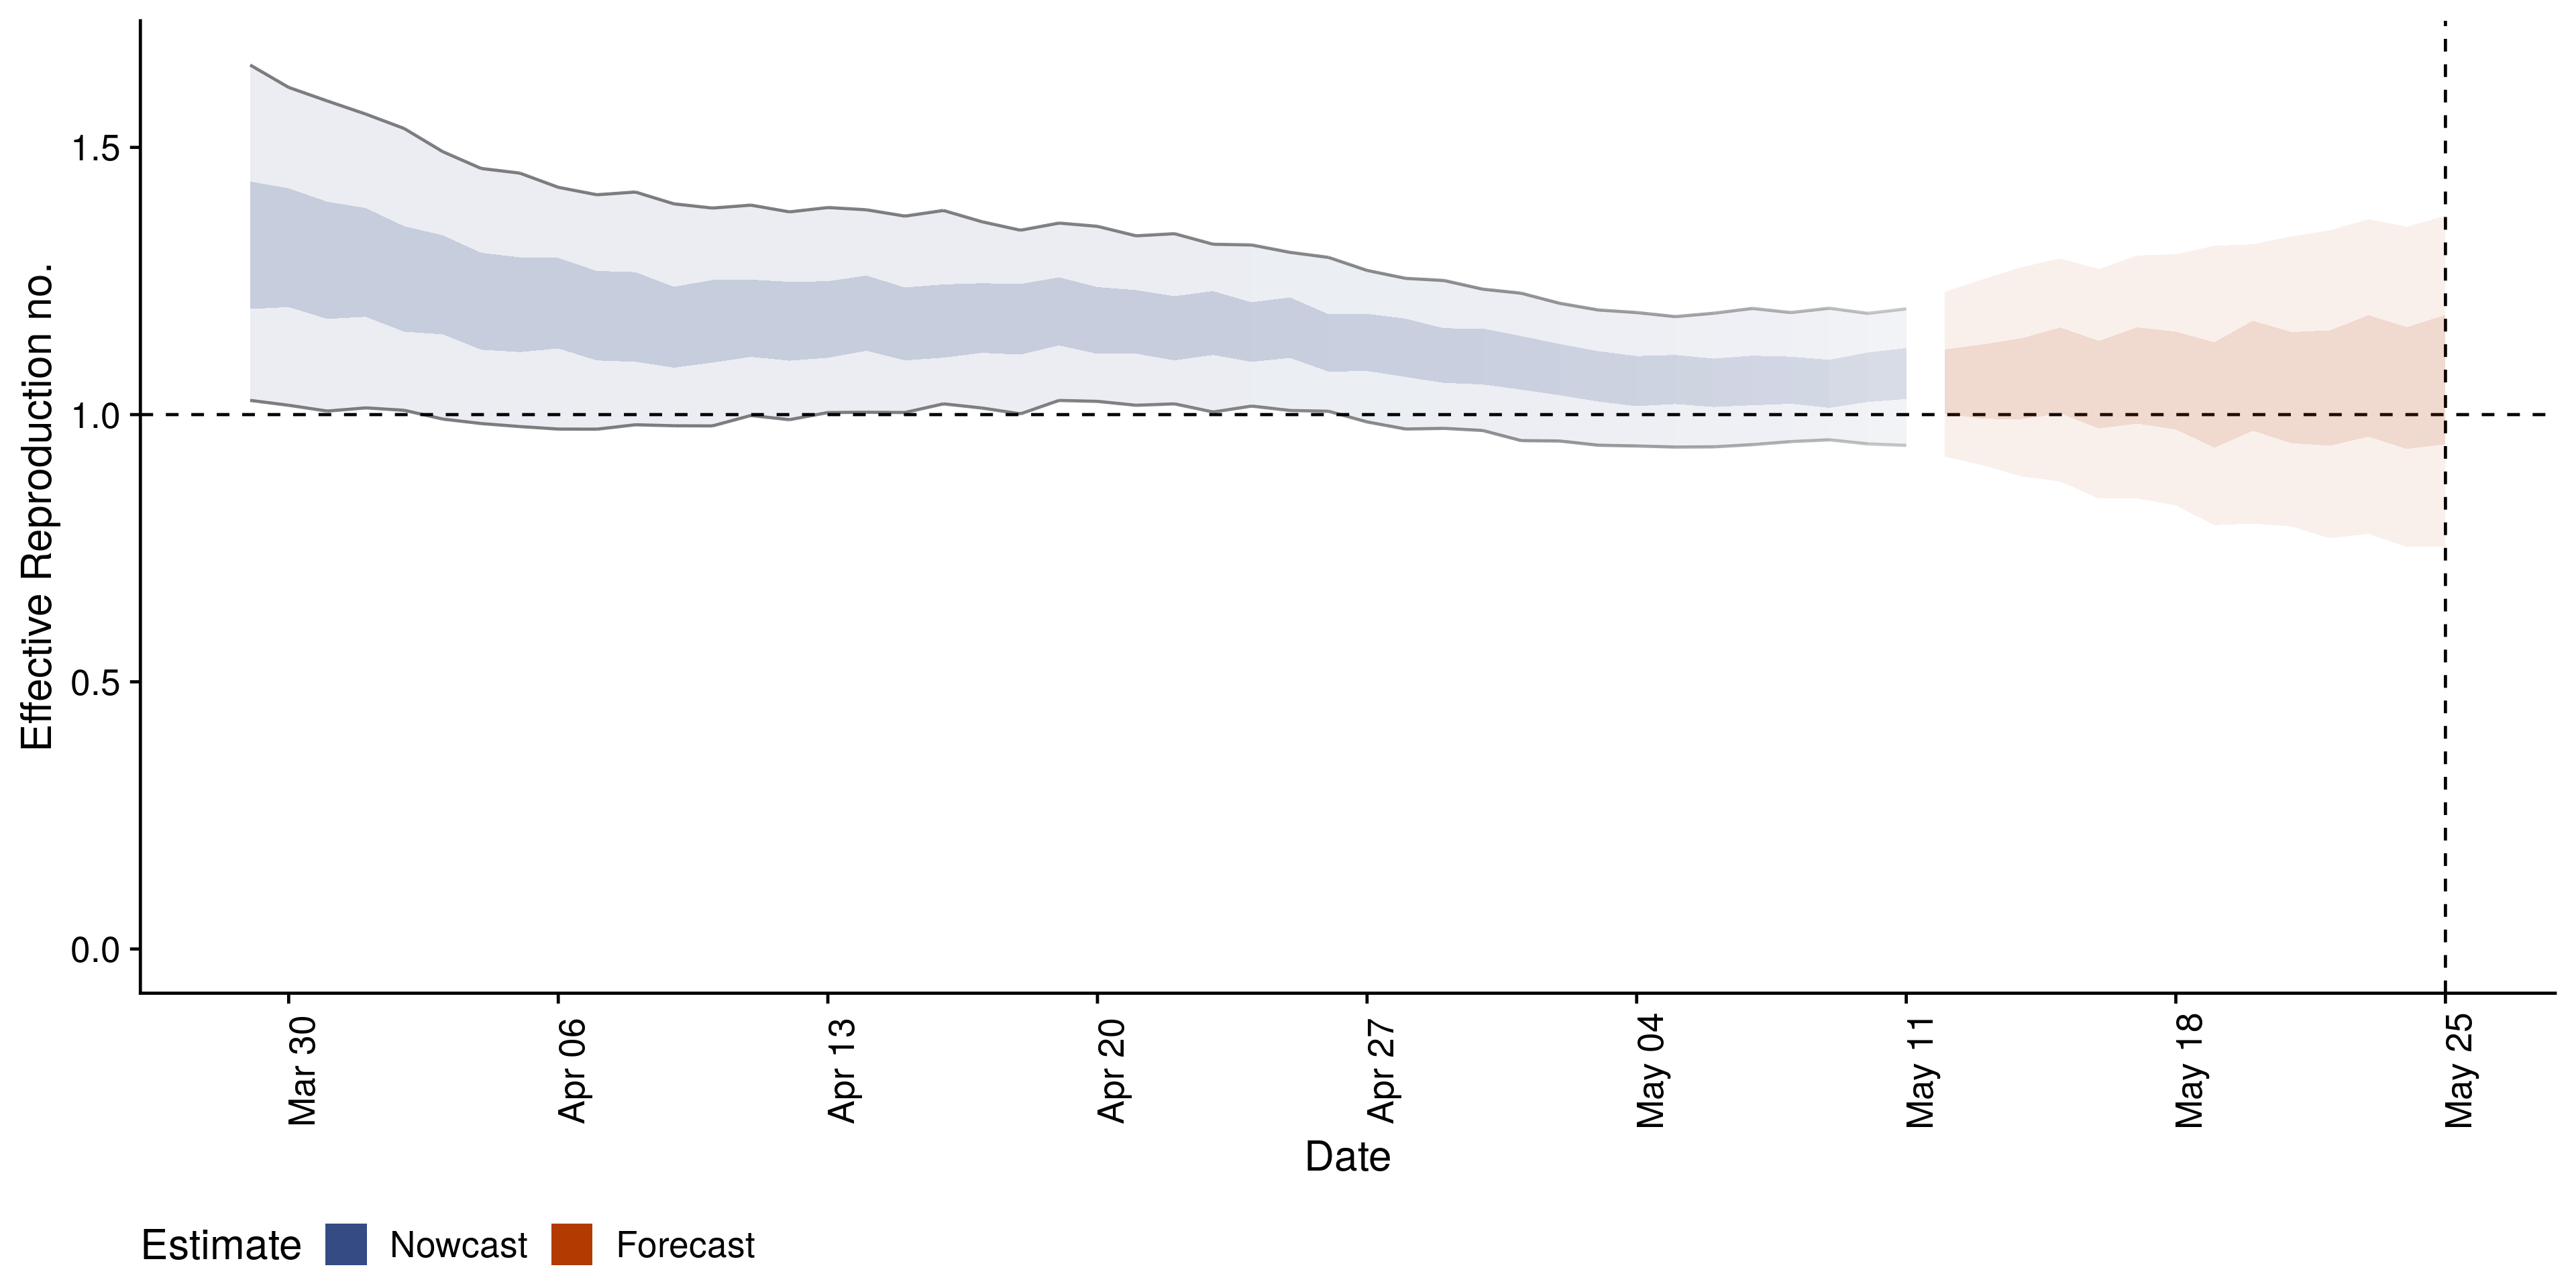 Effective Reproduction no.
1.5
1.0
0.5
0.0
Mar 30
Apr 06
Apr 13
Apr 20
Apr 27
May 04
May 11
May 18
May 25
Date
Estimate Nowcast Forecast